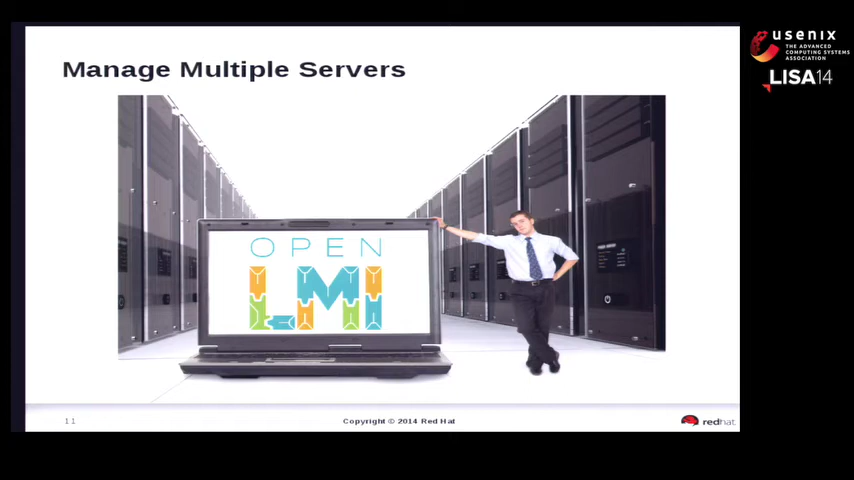 Manage Multiple Servers
OPEN
LMI
11
Copyright © 2014 Red Hat
redhat
usenix
THE ADVANCED
COMPUTING SYSTEMS
ASSOCIATION
LISA14